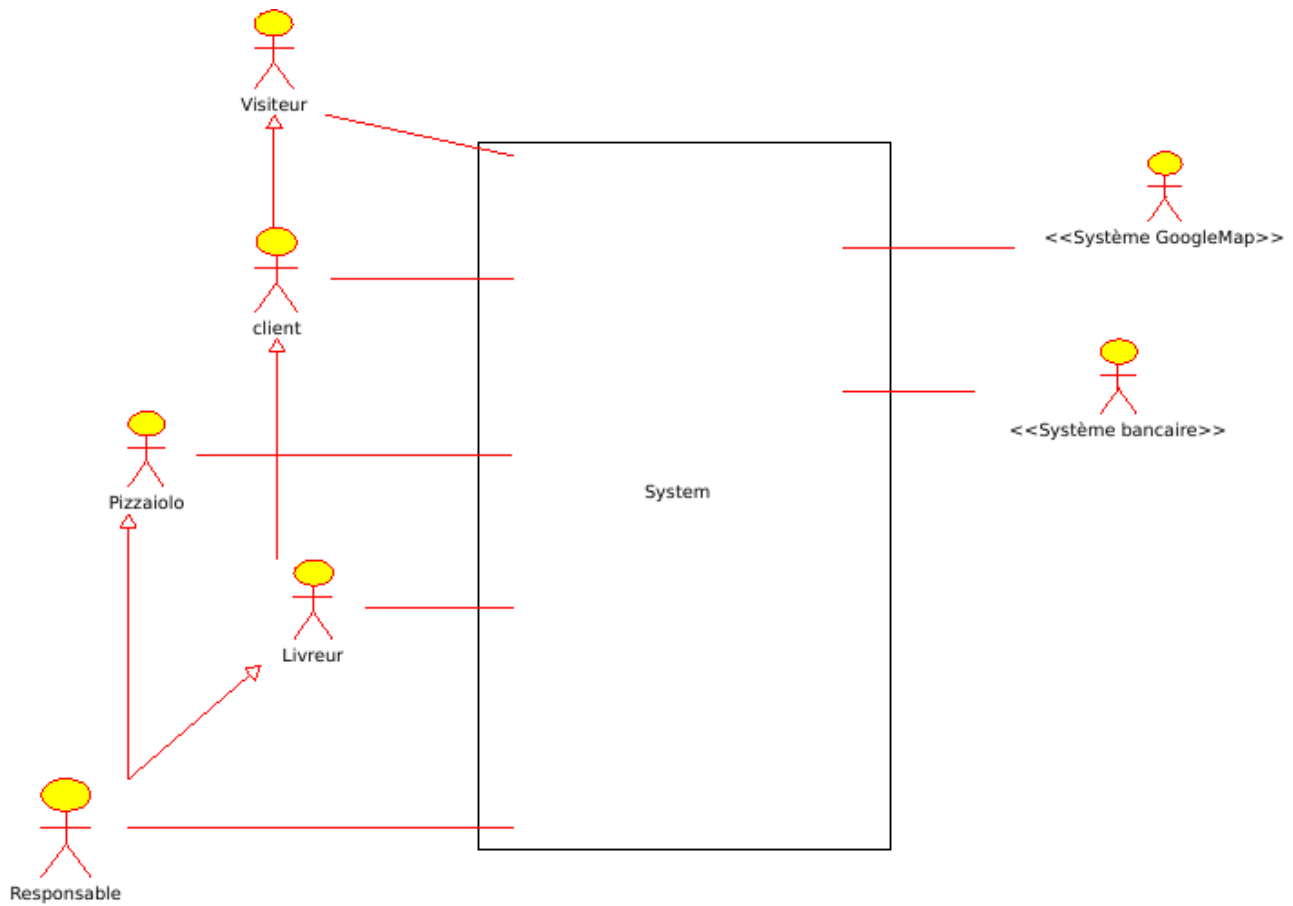 Visiteur
<<Système GoogleMap>>
client
<<Système bancaire>>
Pizzaiolo
System
Livreur
Responsable